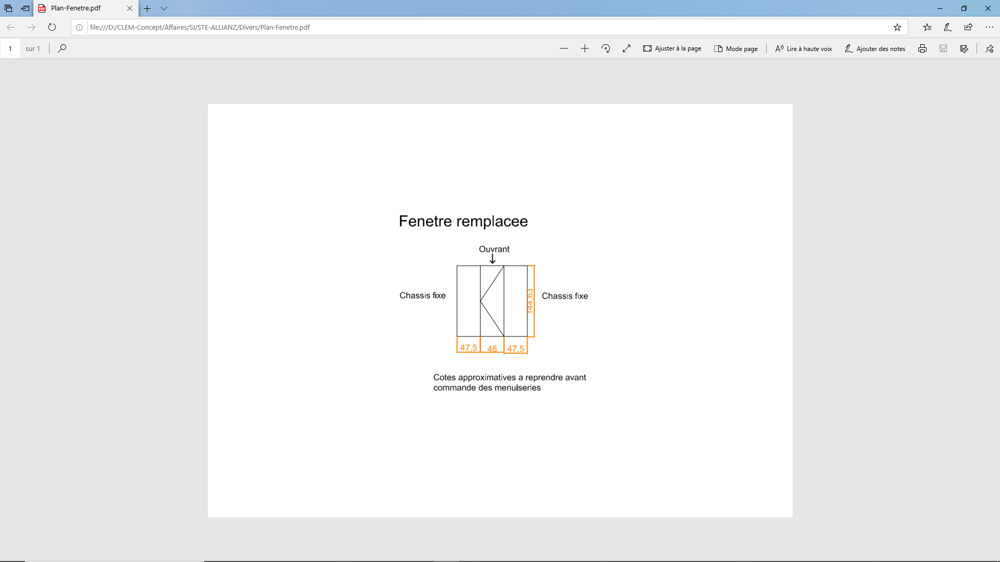 Plan-Fenetre.pdf
file:///D:/CLEM-Concept/Affaires/SI/STE-ALLIANZ/Divers/Plan-Fenetre.pdf
1 sur 1 Ajuster à la page Mode page Lire à haute voix Ajouter des notes
Fenetre remplacee
Ouvrant
Chassis fixe 144,63 Chassis fixe
47,5 48 47,5
Cotes approximatives a reprendre avant
commande des menuiseries